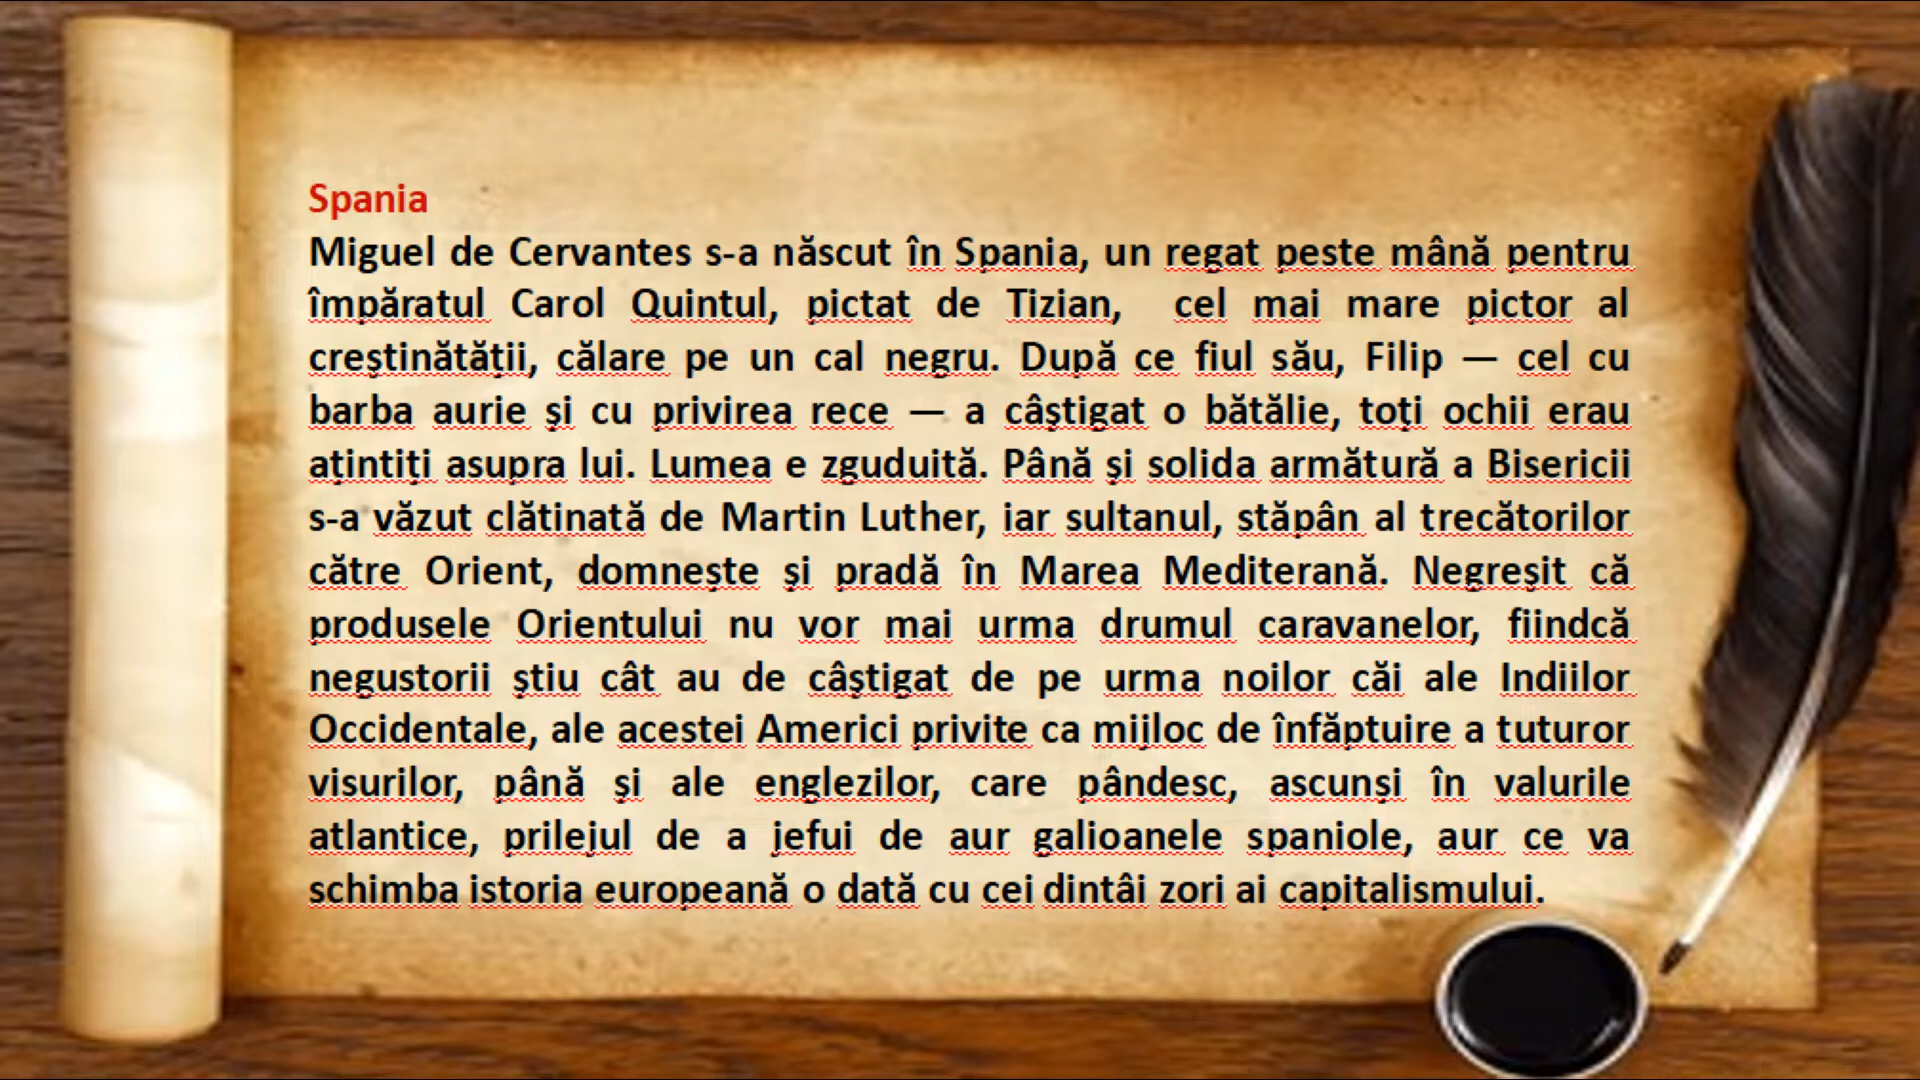 Spania
Miguel de Cervantes s-a născut în Spania, un regat peste mână pentru
împăratul Carol Quintul, pictat de Tizian, cel mai mare pictor al
creştinătăţii, călare pe un cal negru. După ce fiul său, Filip — cel cu
barba aurie şi cu privirea rece — a câştigat o bătălie, toţi ochii erau
aţintiţi asupra lui. Lumea e zguduită. Până şi solida armătură a Bisericii
s-a văzut clătinată de Martin Luther, iar sultanul, stăpân al trecătorilor
către Orient, domneşte şi pradă în Marea Mediterană. Negreşit că
produsele Orientului nu vor mai urma drumul caravanelor, fiindcă
negustorii ştiu cât au de câştigat de pe urma noilor căi ale Indiilor
Occidentale, ale acestei Americi privite ca mijloc de înfăptuire a tuturor
visurilor, până şi ale englezilor, care pândesc, ascunşi în valurile
atlantice, prilejul de a jefui de aur galioanele spaniole, aur ce va
schimba istoria europeană o dată cu cei dintâi zori ai capitalismului.